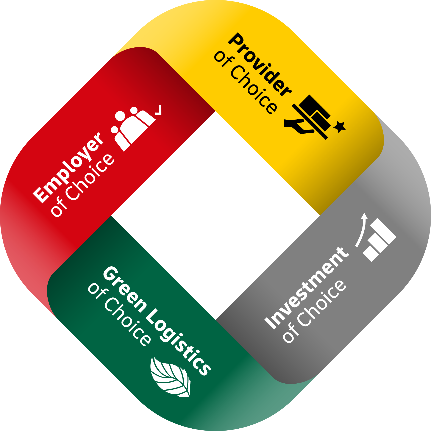 Provider
of Choice
Employer
of Choice
Investment
of Choice
Green Logistics
of Choice